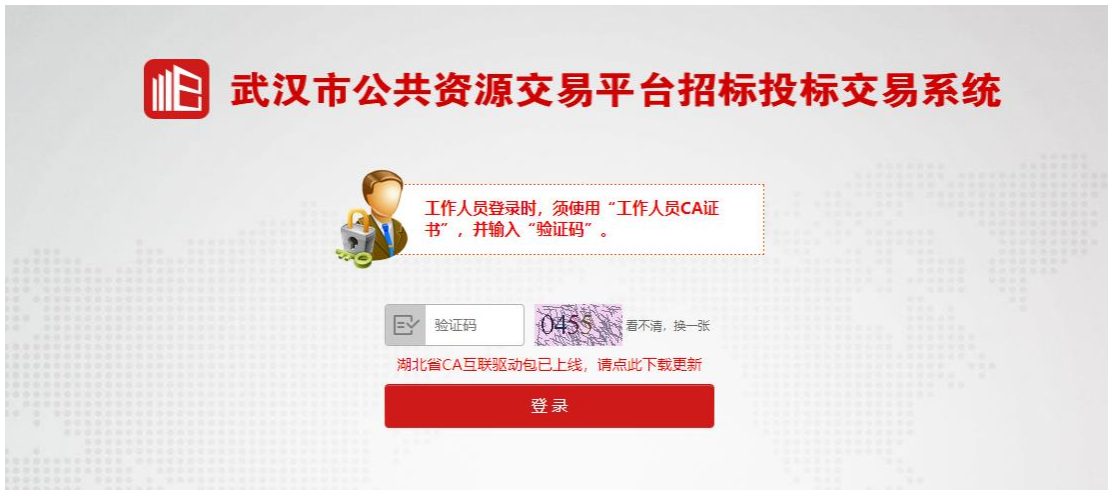 武汉市公共资源交易平台招标投标交易系统
工作人员登录时，须使用“工作人员CA证
书”，并输入“验证码”。
验证码
0455
看不清，换一张
湖北省CA互联驱动包已上线，请点此下载更新
登录